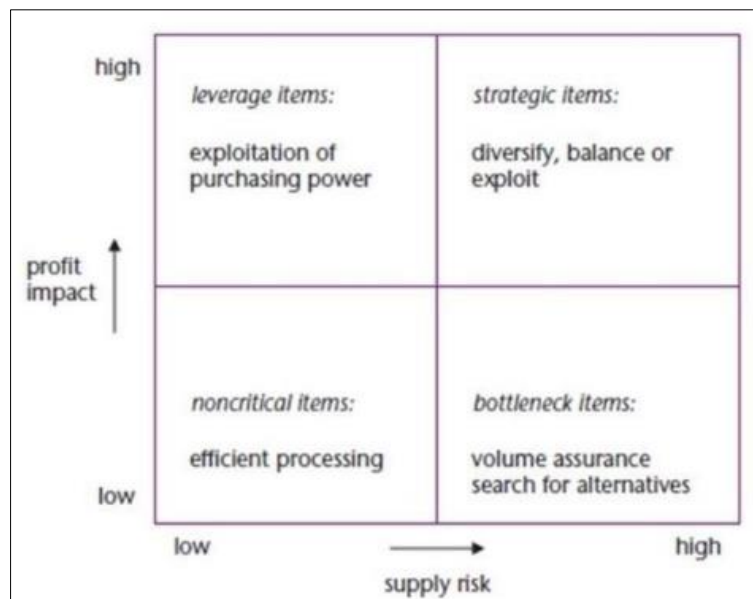 high
leverage items:
exploitation of
purchasing power
strategic items:
diversify, balance or
exploit
profit
impact
noncritical items:
efficient processing
bottleneck items:
volume assurance
search for alternatives
low
low
high
supply risk